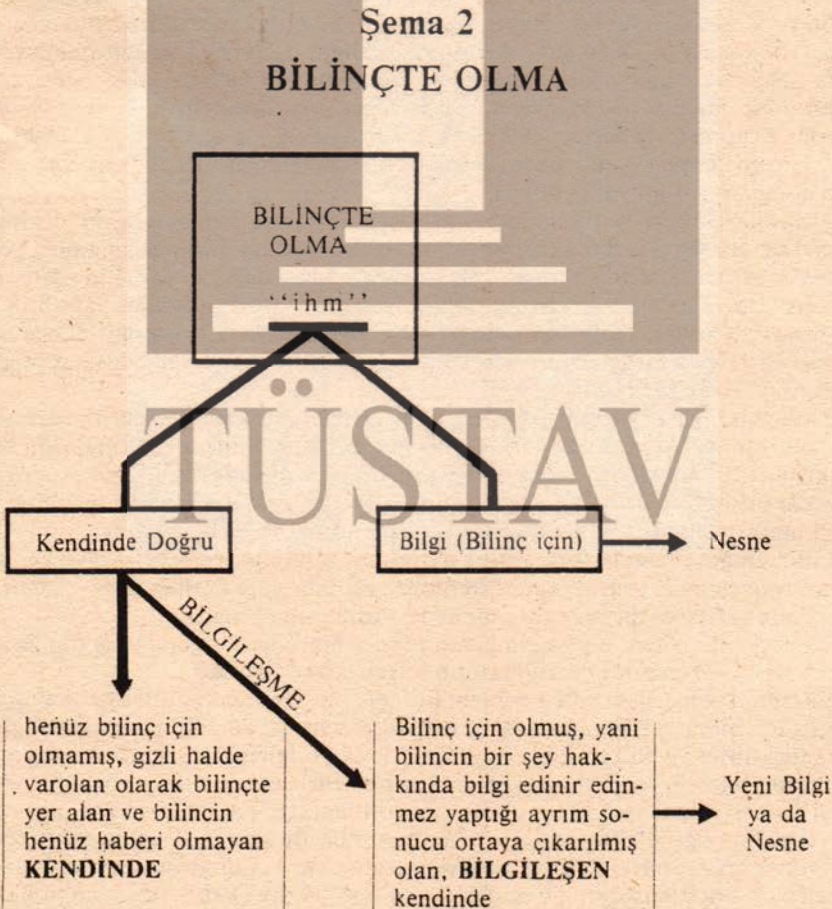 Şema 2
BİLİNÇTE OLMA
BİLİNÇTE
OLMA
‘‘ihm’’
TÜSTAV
Kendinde Doğru
Bilgi (Bilinç için)
Nesne
BİLGİLEŞME
henüz bilinç için
olmamış, gizli halde
varolan olarak bilinçte
yer alan ve bilincin
henüz haberi olmayan
KENDİNDE
Bilinç için olmuş, yani
bilincin bir şey hak-
kında bilgi edinir edin-
mez yaptığı ayrım so-
nucu ortaya çıkarılmış
olan, BİLGİLEŞEN
kendinde
Yeni Bilgi
ya da
Nesne